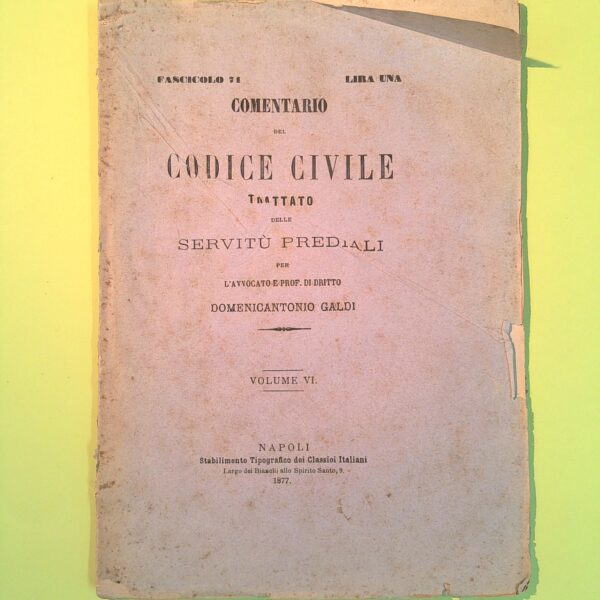 FASCICOLO 71 LIRA UNA
COMENTARIO
DEL
CODICE CIVILE
TRATTATO
DELLE
SERVITÙ PREDIALI
PER
L'AVVOCATO E PROF. DI DRITTO
DOMENICANTONIO GALDI
VOLUME VI.
NAPOLI
Stabilimento Tipografico dei Classici Italiani
Largo dei Bianchi allo Spirito Santo, 9.
1877.